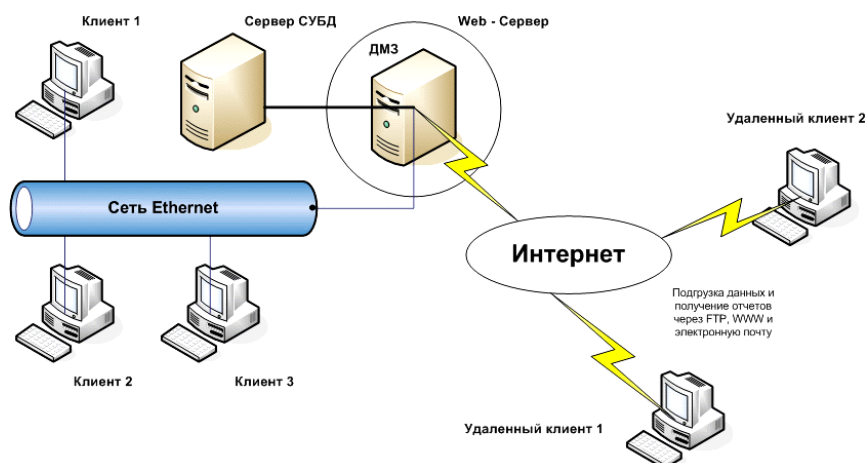 Клиент 1
Сервер СУБД
Web - Сервер
ДМЗ
Удаленный клиент 2
Сеть Ethernet
Интернет
Подгрузка данных и
получение отчетов
через FTP, WWW и
электронную почту
Клиент 2
Клиент 3
Удаленный клиент 1